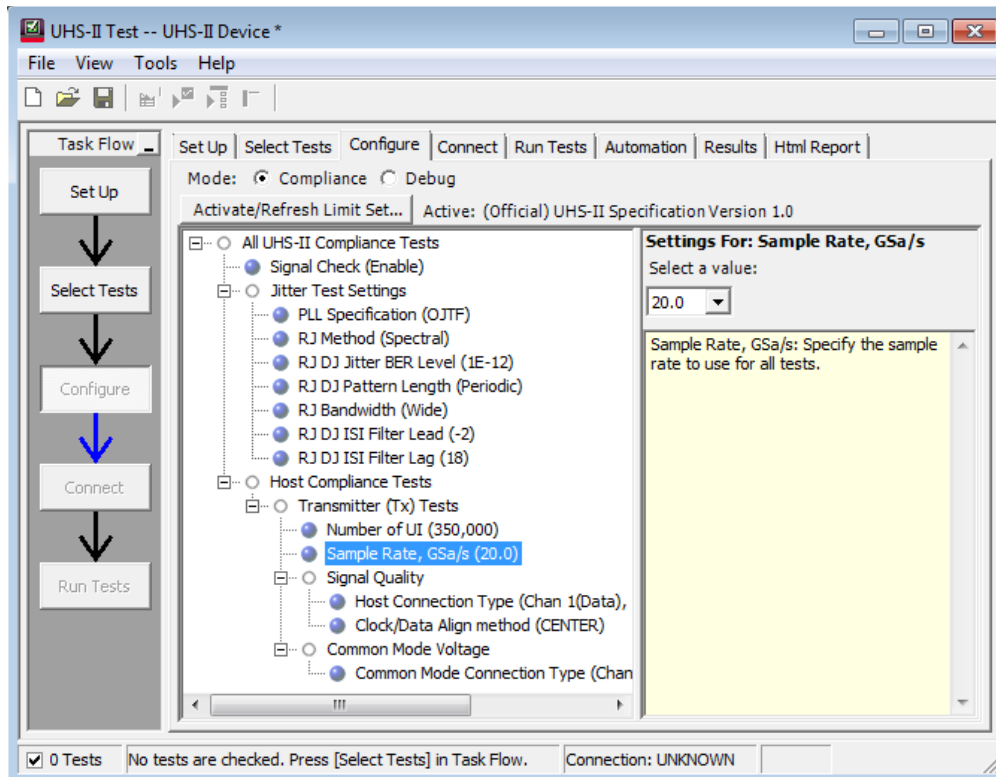 UHS-II Test -- UHS-II Device *
File View Tools Help
Task Flow
Set Up
Select Tests
Configure
Connect
Run Tests
Set Up Select Tests Configure Connect Run Tests Automation Results Html Report
Mode: Compliance Debug
Activate/Refresh Limit Set... Active: (Official) UHS-II Specification Version 1.0
All UHS-II Compliance Tests
Signal Check (Enable)
Jitter Test Settings
PLL Specification (OJTF)
RJ Method (Spectral)
RJ DJ Jitter BER Level (1E-12)
RJ DJ Pattern Length (Periodic)
RJ Bandwidth (Wide)
RJ DJ ISI Filter Lead (-2)
RJ DJ ISI Filter Lag (18)
Host Compliance Tests
Transmitter (Tx) Tests
Number of UI (350,000)
Sample Rate, GSa/s (20.0)
Signal Quality
Host Connection Type (Chan 1(Data),
Clock/Data Align method (CENTER)
Common Mode Voltage
Common Mode Connection Type (Chan
Settings For: Sample Rate, GSa/s
Select a value:
20.0
Sample Rate, GSa/s: Specify the sample
rate to use for all tests.
0 Tests No tests are checked. Press [Select Tests] in Task Flow. Connection: UNKNOWN